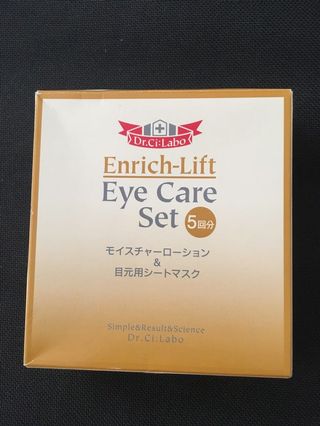 Dr.Ci:Labo
Enrich-Lift
Eye Care
Set 5回分
モイスチャーローション
&
目元用シートマスク
Simple&Result&Science
Dr.Ci:Labo